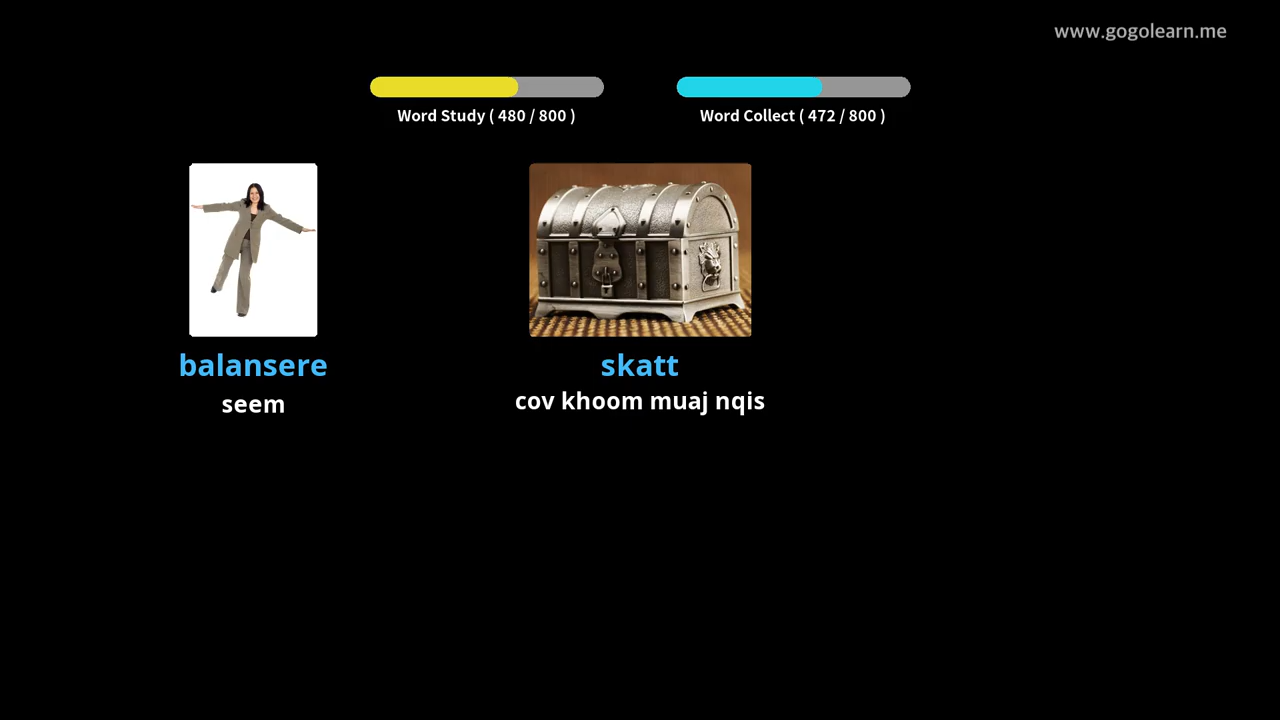 www.gogolearn.me
Word Study ( 480 / 800 )
Word Collect ( 472 / 800 )
balansere
seem
skatt
cov khoom muaj nqis